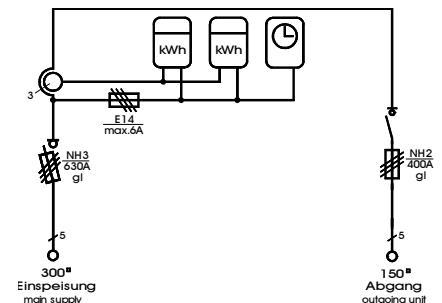 kWh
kWh
3
E14
max.6A
NH3
630A
gl
NH2
400A
gl
5
5
300
Einspeisung
main supply
150
Abgang
outgoing unit